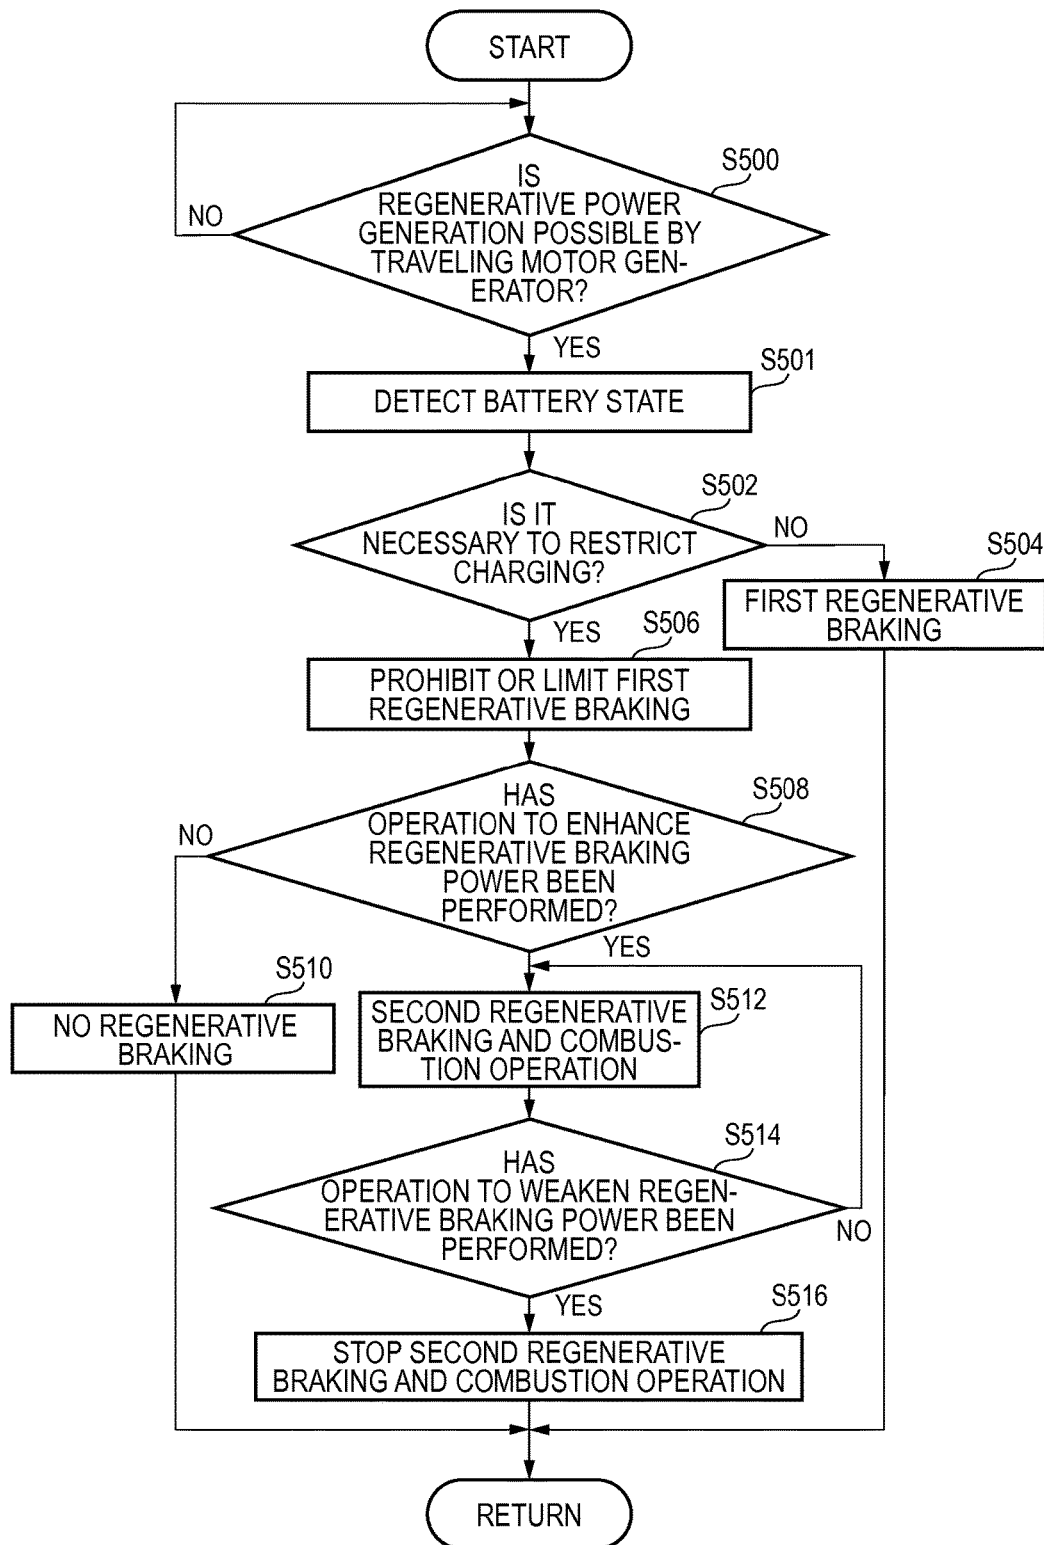 START
S500
IS
REGENERATIVE POWER
GENERATION POSSIBLE BY
TRAVELING MOTOR GEN-
ERATOR?
NO
YES
S501
DETECT BATTERY STATE
S502
IS IT
NECESSARY TO RESTRICT
CHARGING?
NO
YES
S504
FIRST REGENERATIVE
BRAKING
S506
PROHIBIT OR LIMIT FIRST
REGENERATIVE BRAKING
S508
HAS
OPERATION TO ENHANCE
REGENERATIVE BRAKING
POWER BEEN
PERFORMED?
NO
YES
S510
NO REGENERATIVE
BRAKING
S512
SECOND REGENERATIVE
BRAKING AND COMBUS-
TION OPERATION
S514
HAS
OPERATION TO WEAKEN REGEN-
ERATIVE BRAKING POWER BEEN
PERFORMED?
NO
YES
S516
STOP SECOND REGENERATIVE
BRAKING AND COMBUSTION OPERATION
RETURN